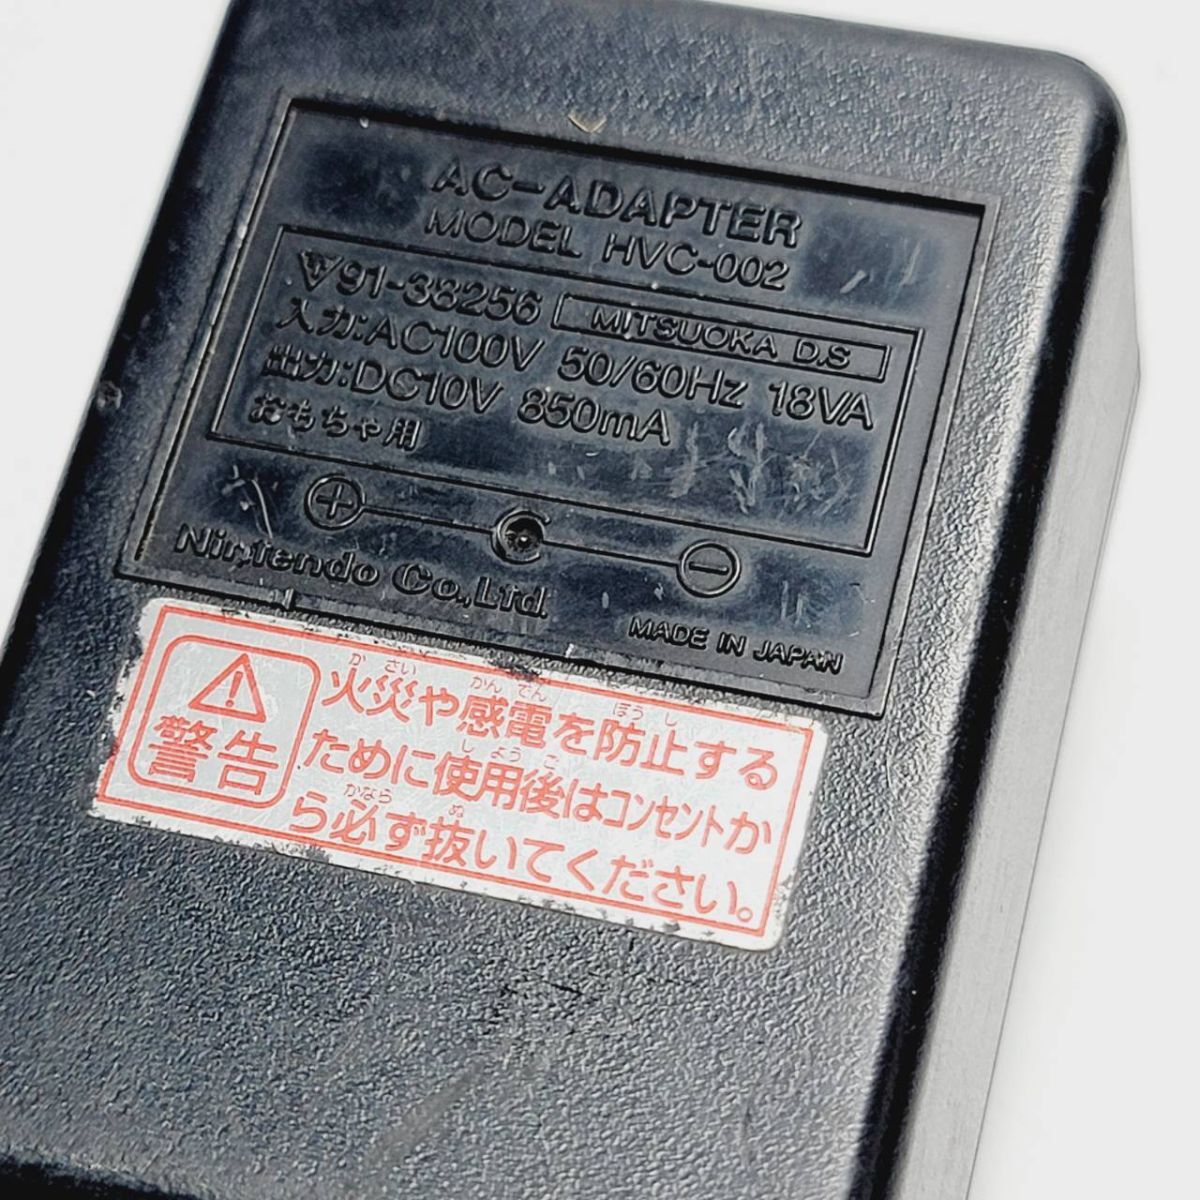 AC-ADAPTER
MODEL HVC-002
91-38256 MITSUOKA D.S
入力:AC100V 50/60Hz 18VA
出力:DC10V 850mA
おもちゃ用
+ −
Nintendo Co.,Ltd.
MADE IN JAPAN
警告
かさい かんでん ぼうし
火災や感電を防止する
しようご
ために使用後はコンセントか
かなら ぬ
ら必ず抜いてください。